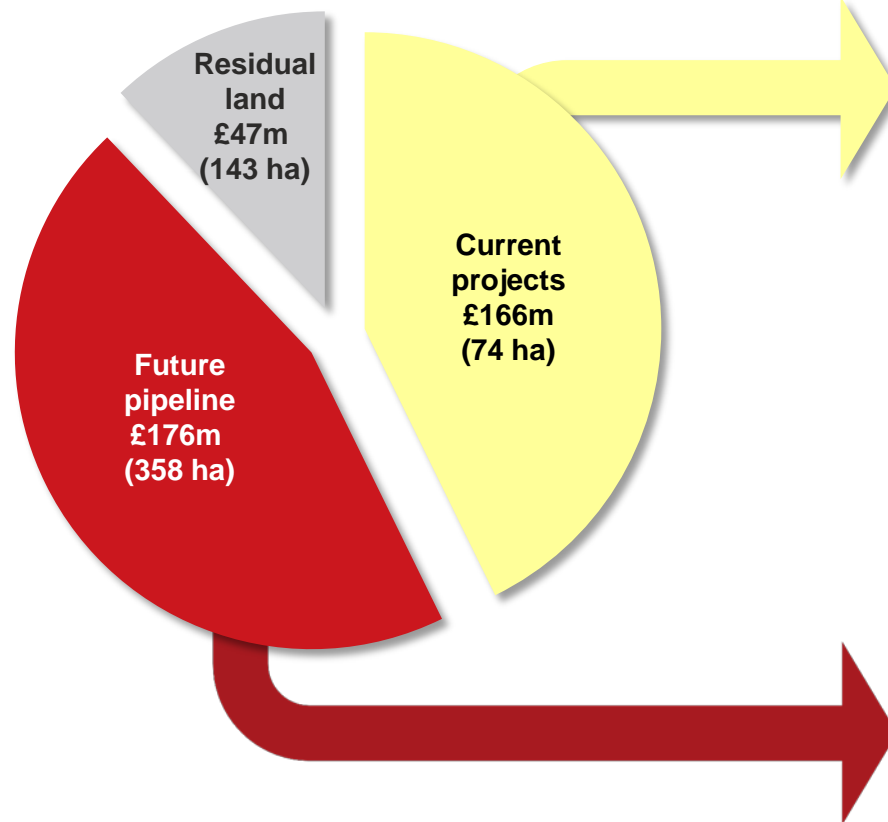 Residual
land
£47m
(143 ha)
Current
projects
£166m
(74 ha)
Future
pipeline
£176m
(358 ha)